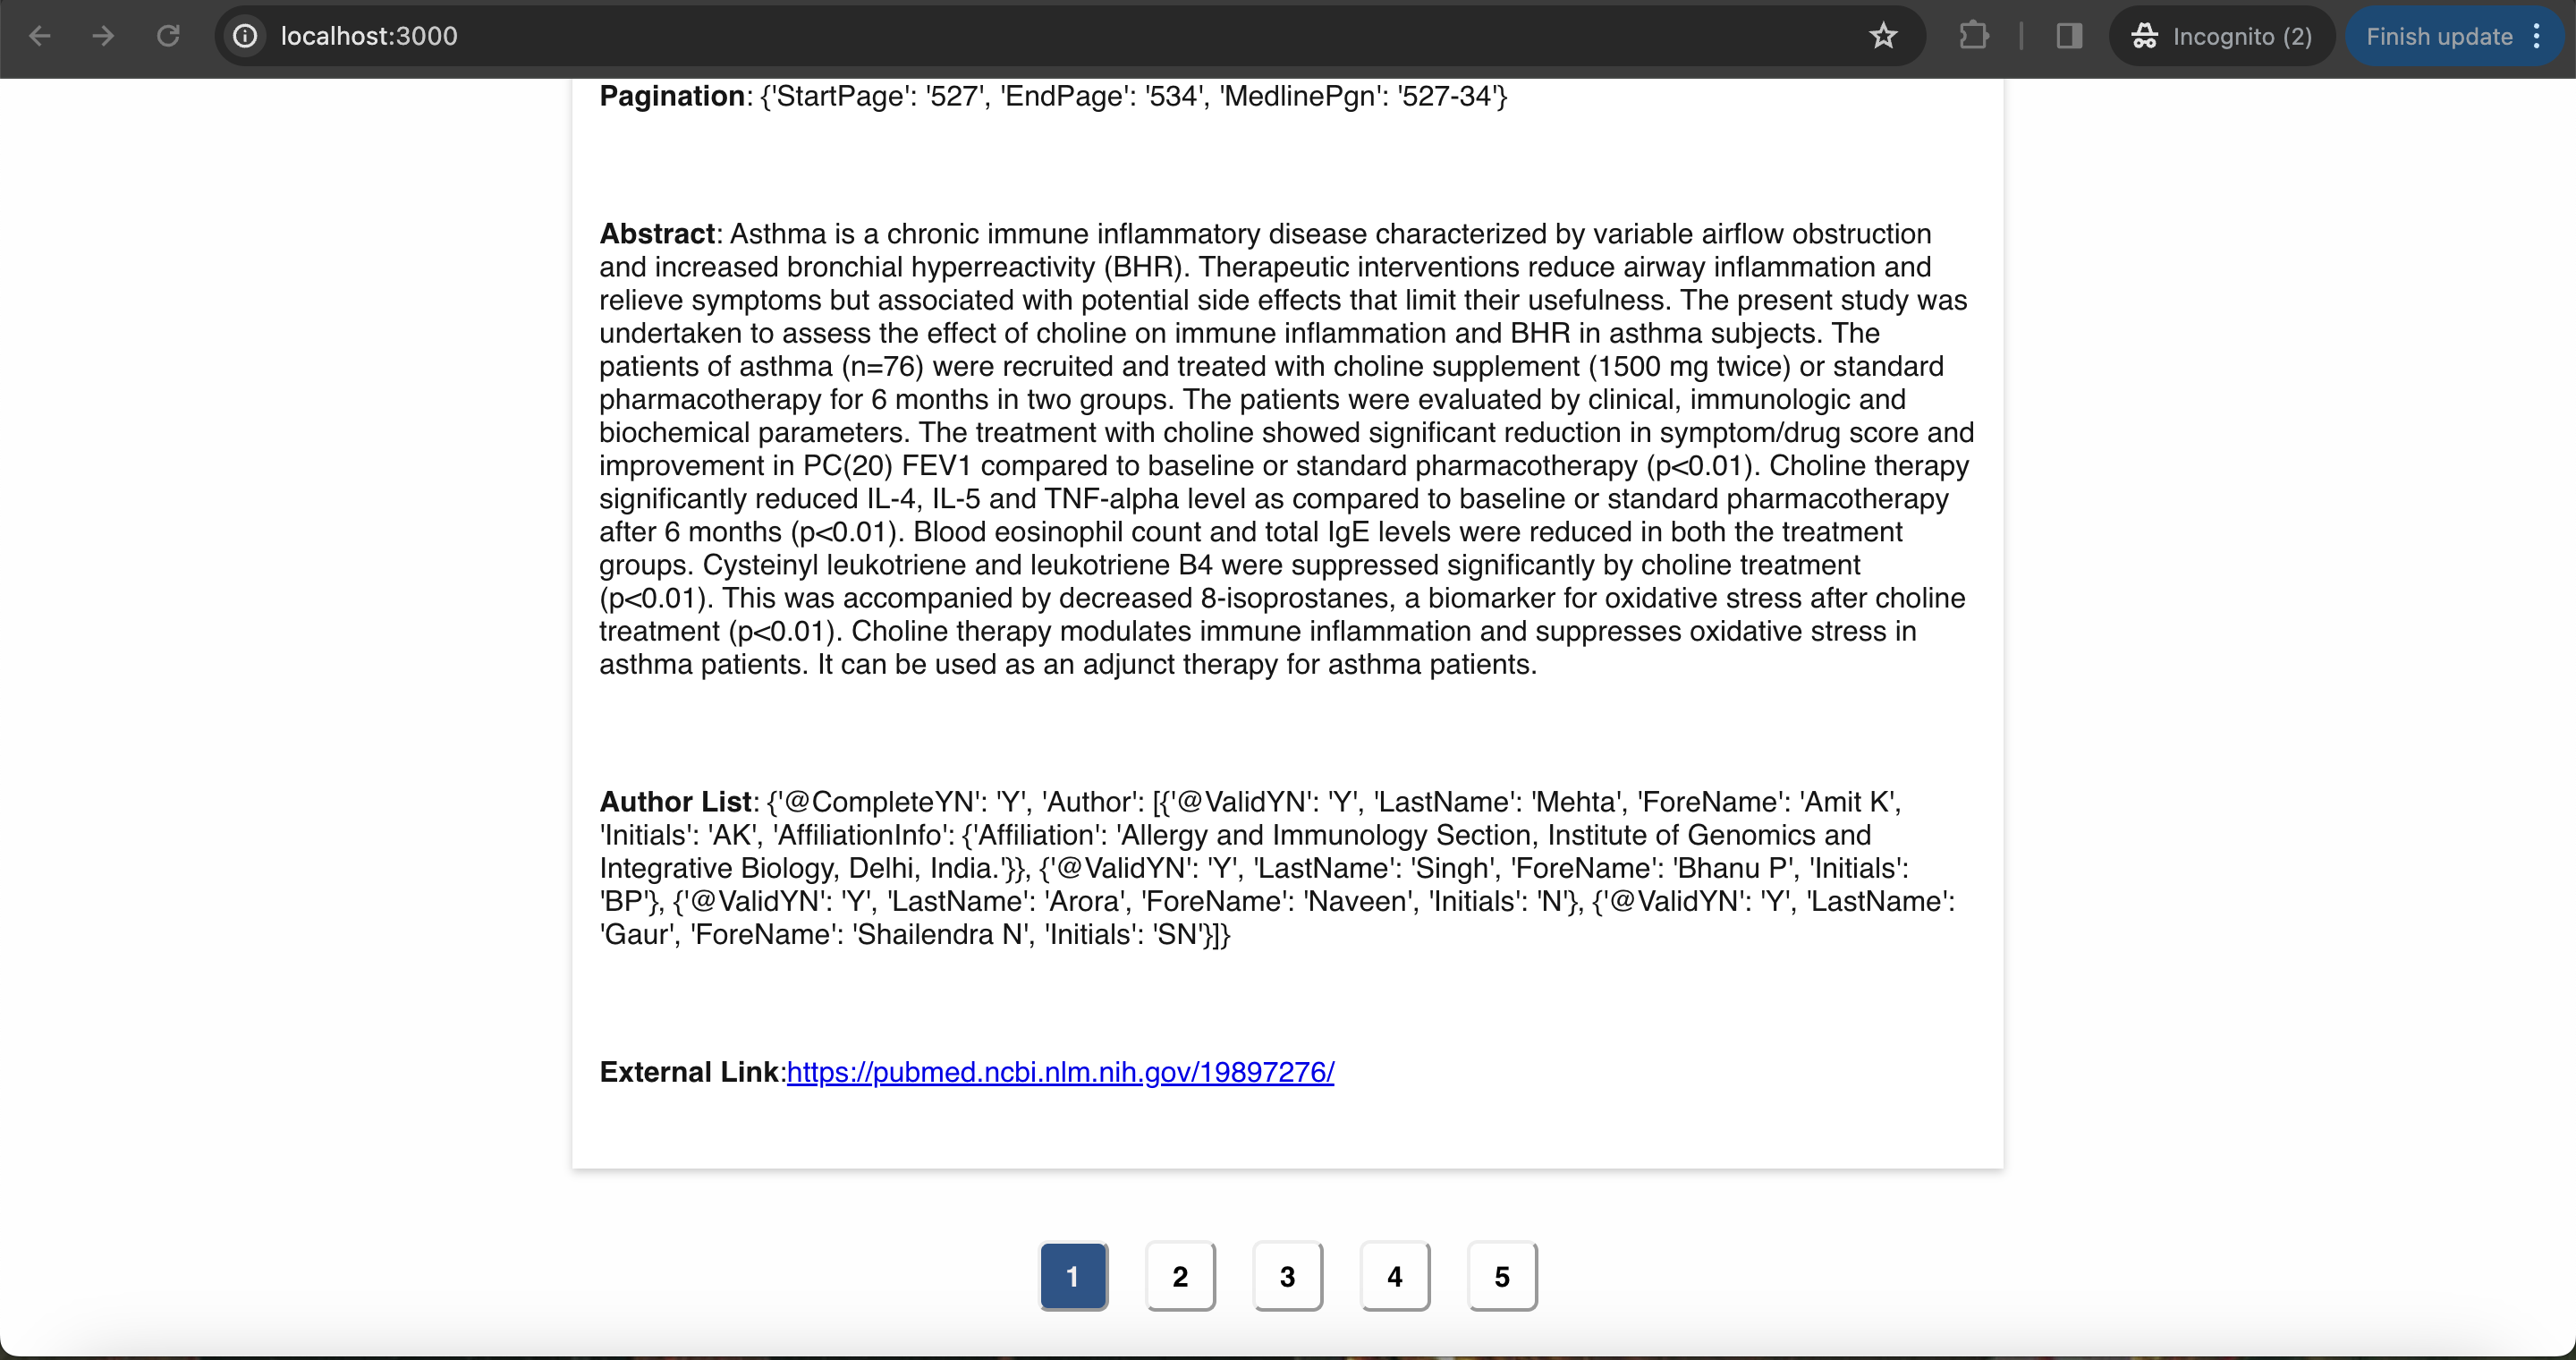 localhost:3000
Incognito (2)
Finish update
Pagination: {'StartPage': '527', 'EndPage': '534', 'MedlinePgn': '527-34'}
Abstract: Asthma is a chronic immune inflammatory disease characterized by variable airflow obstruction
and increased bronchial hyperreactivity (BHR). Therapeutic interventions reduce airway inflammation and
relieve symptoms but associated with potential side effects that limit their usefulness. The present study was
undertaken to assess the effect of choline on immune inflammation and BHR in asthma subjects. The
patients of asthma (n=76) were recruited and treated with choline supplement (1500 mg twice) or standard
pharmacotherapy for 6 months in two groups. The patients were evaluated by clinical, immunologic and
biochemical parameters. The treatment with choline showed significant reduction in symptom/drug score and
improvement in PC(20) FEV1 compared to baseline or standard pharmacotherapy (p<0.01). Choline therapy
significantly reduced IL-4, IL-5 and TNF-alpha level as compared to baseline or standard pharmacotherapy
after 6 months (p<0.01). Blood eosinophil count and total IgE levels were reduced in both the treatment
groups. Cysteinyl leukotriene and leukotriene B4 were suppressed significantly by choline treatment
(p<0.01). This was accompanied by decreased 8-isoprostanes, a biomarker for oxidative stress after choline
treatment (p<0.01). Choline therapy modulates immune inflammation and suppresses oxidative stress in
asthma patients. It can be used as an adjunct therapy for asthma patients.
Author List: {'@CompleteYN': 'Y', 'Author': [{'@ValidYN': 'Y', 'LastName': 'Mehta', 'ForeName': 'Amit K',
'Initials': 'AK', 'AffiliationInfo': {'Affiliation': 'Allergy and Immunology Section, Institute of Genomics and
Integrative Biology, Delhi, India.'}}, {'@ValidYN': 'Y', 'LastName': 'Singh', 'ForeName': 'Bhanu P', 'Initials':
'BP'}, {'@ValidYN': 'Y', 'LastName': 'Arora', 'ForeName': 'Naveen', 'Initials': 'N'}, {'@ValidYN': 'Y', 'LastName':
'Gaur', 'ForeName': 'Shailendra N', 'Initials': 'SN'}]}
External Link:https://pubmed.ncbi.nlm.nih.gov/19897276/
1 2 3 4 5